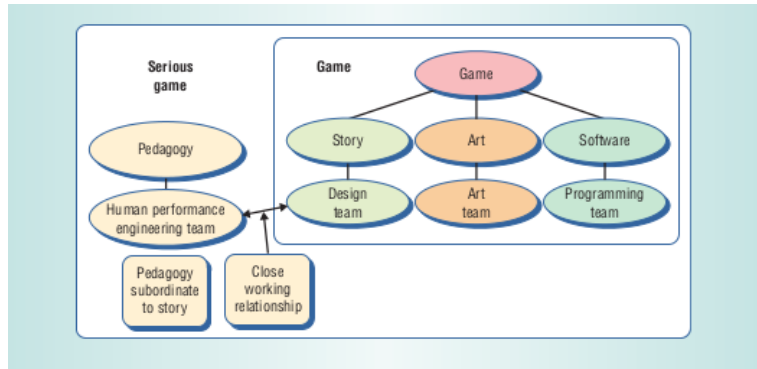 Serious
game
Game
Game
Story
Art
Software
Pedagogy
Design
team
Art
team
Programming
team
Human performance
engineering team
Pedagogy
subordinate
to story
Close
working
relationship